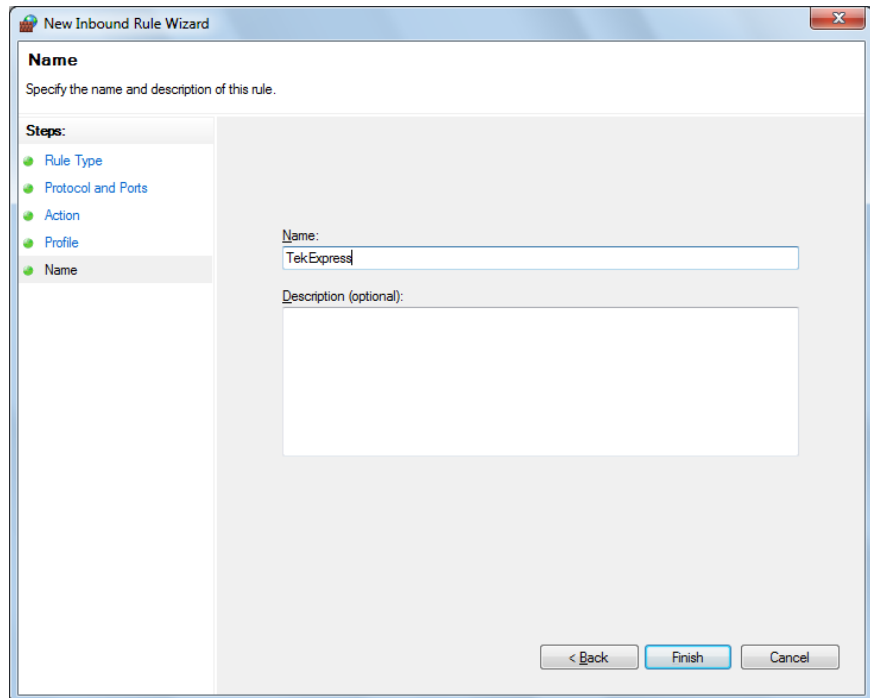 New Inbound Rule Wizard
Name
Specify the name and description of this rule.
Steps:
Rule Type
Protocol and Ports
Action
Profile
Name
Name:
TekExpress
Description (optional):
< Back
Finish
Cancel